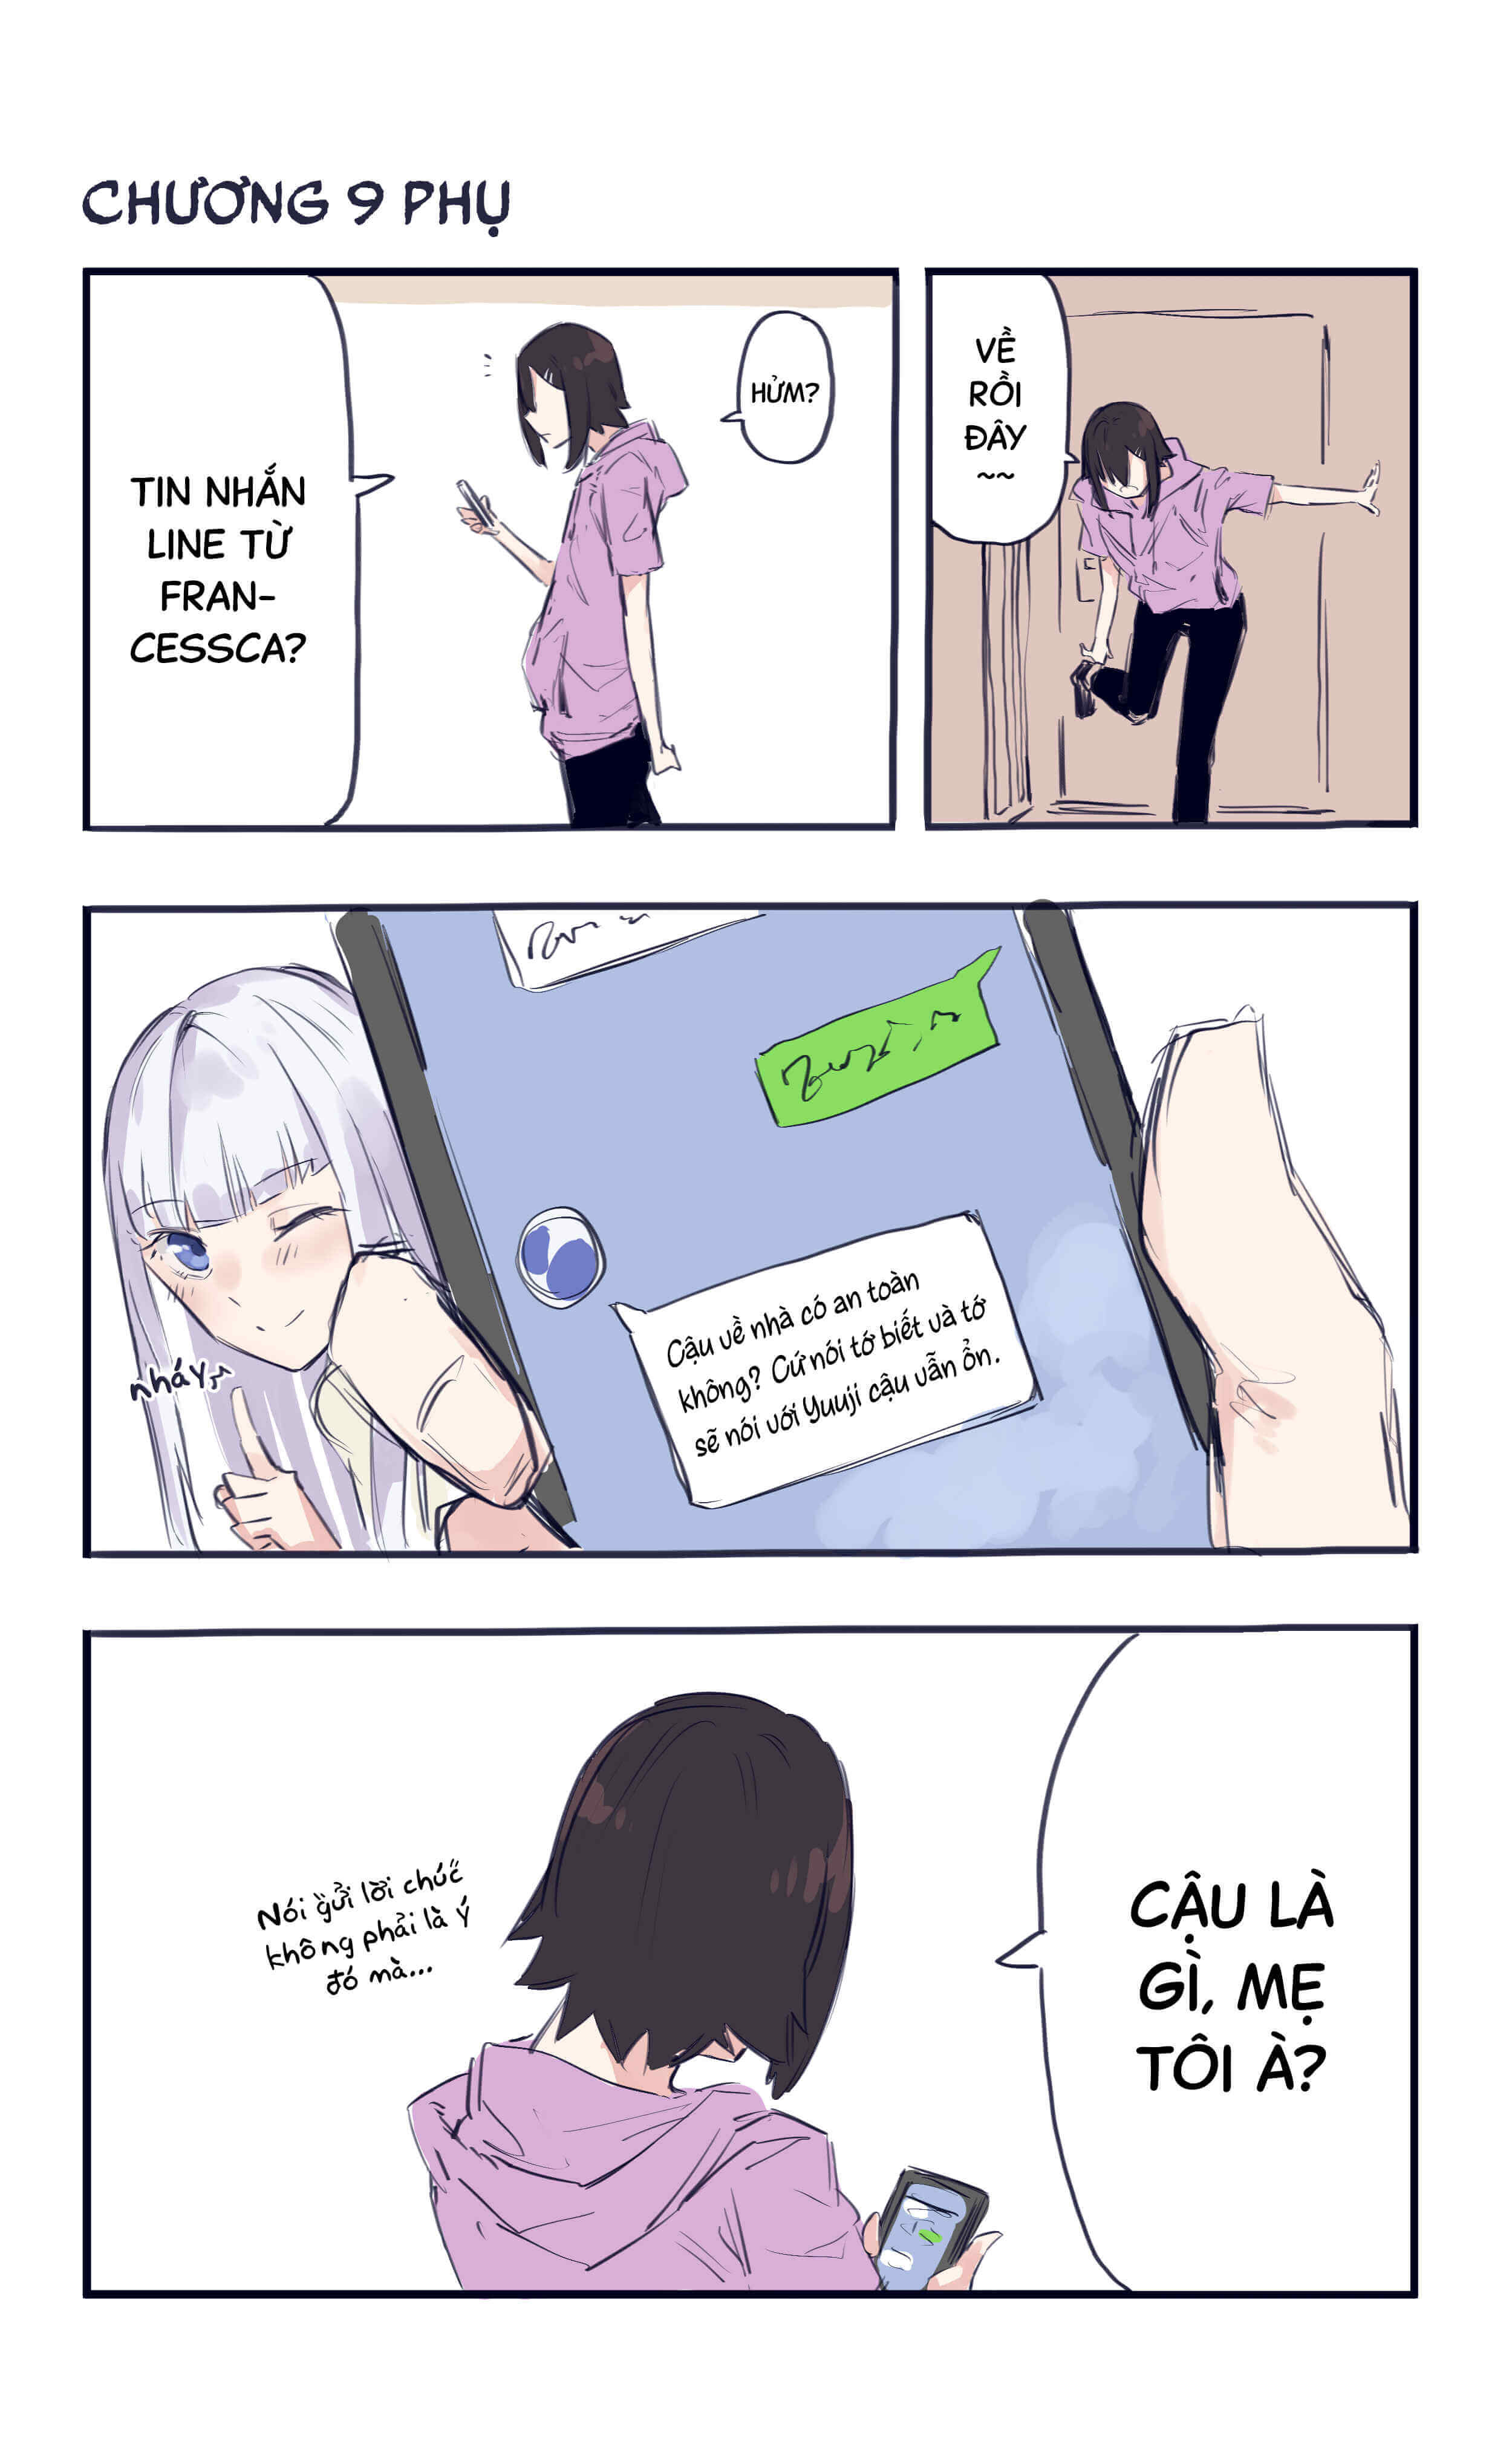 CHƯƠNG 9 PHỤ
VỀ
RỒI
ĐÂY
~~
HỬM?
TIN NHẮN
LINE TỪ
FRAN-
CESSCA?
nháy♪
Cậu về nhà có an toàn
không? Cứ nói tớ biết và tớ
sẽ nói với Yuuji cậu vẫn ổn.
CẬU LÀ
GÌ, MẸ
TÔI À?
Nói "gửi lời chúc"
không phải là ý
đó mà...